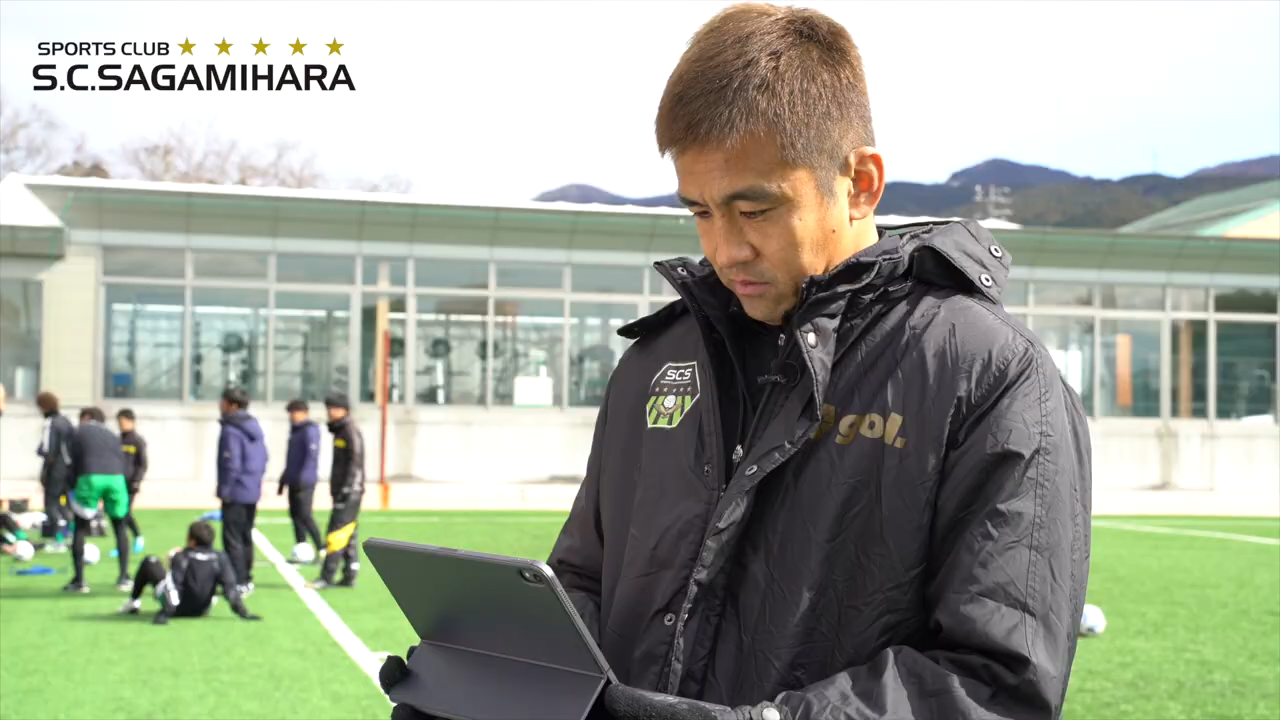 SPORTS CLUB ★ ★ ★ ★ ★
S.C.SAGAMIHARA
SCS
gol.